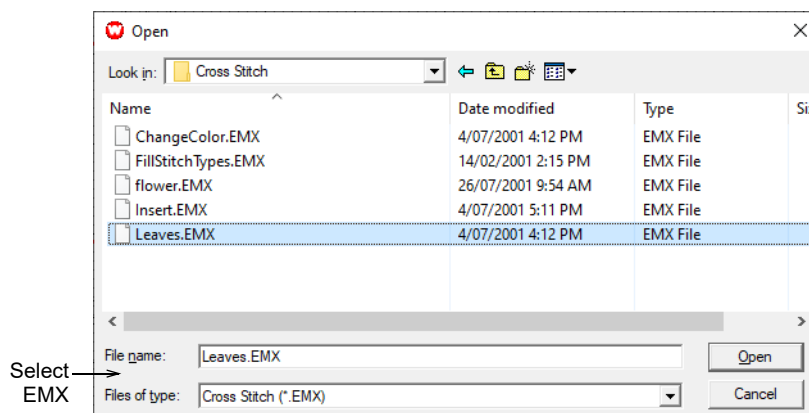 Open
Look in: Cross Stitch
Name Date modified Type Si
ChangeColor.EMX 4/07/2001 4:12 PM EMX File
FillStitchTypes.EMX 14/02/2001 2:15 PM EMX File
flower.EMX 26/07/2001 9:54 AM EMX File
Insert.EMX 4/07/2001 5:11 PM EMX File
Leaves.EMX 4/07/2001 4:12 PM EMX File
File name: Leaves.EMX Open
Select
EMX
Files of type: Cross Stitch (*.EMX) Cancel